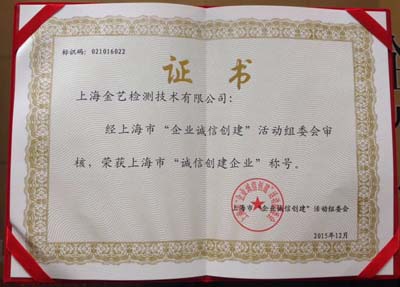 标识码：021016022
证书
上海金艺检测技术有限公司：
经上海市“企业诚信创建”活动组委会审
核，荣获上海市“诚信创建企业”称号。
上海市“企业诚信创建”活动组委会
2015年12月